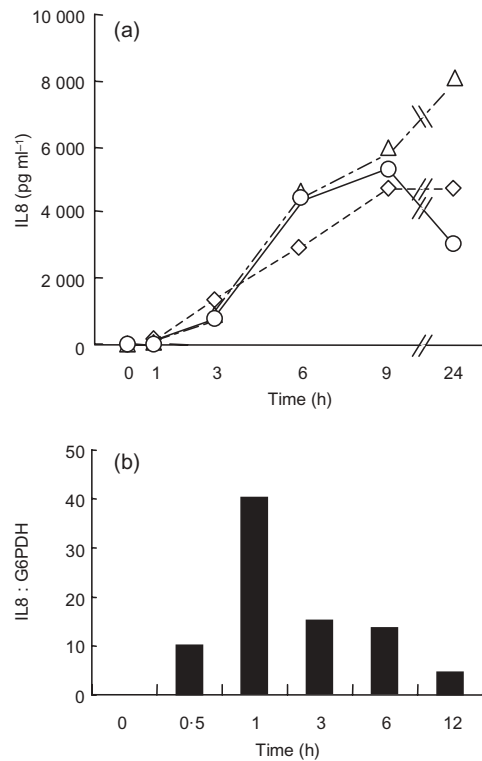 (a)
10 000
8 000
6 000
4 000
2 000
0
IL8 (pg ml⁻¹)
0 1 3 6 9 24
Time (h)
(b)
50
40
30
20
10
0
IL8 : G6PDH
0 0·5 1 3 6 12
Time (h)